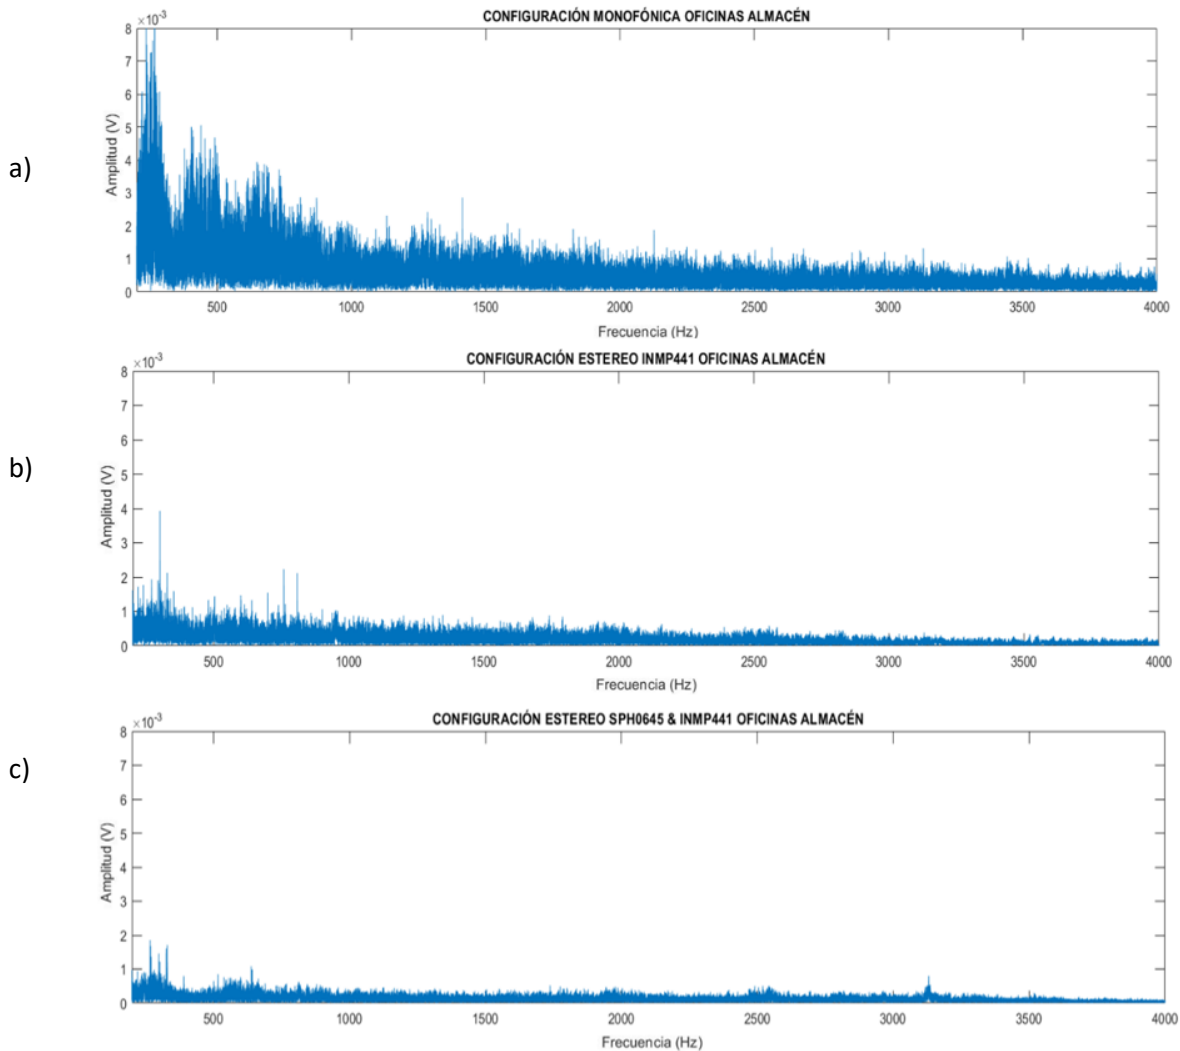 CONFIGURACIÓN MONOFÓNICA OFICINAS ALMACÉN
×10⁻³
8
7
6
5
4
3
2
1
0
Amplitud (V)
a)
500 1000 1500 2000 2500 3000 3500 4000
Frecuencia (Hz)
CONFIGURACIÓN ESTEREO INMP441 OFICINAS ALMACÉN
×10⁻³
8
7
6
5
4
3
2
1
0
Amplitud (V)
b)
500 1000 1500 2000 2500 3000 3500 4000
Frecuencia (Hz)
CONFIGURACIÓN ESTEREO SPH0645 & INMP441 OFICINAS ALMACÉN
×10⁻³
8
7
6
5
4
3
2
1
0
Amplitud (V)
c)
500 1000 1500 2000 2500 3000 3500 4000
Frecuencia (Hz)